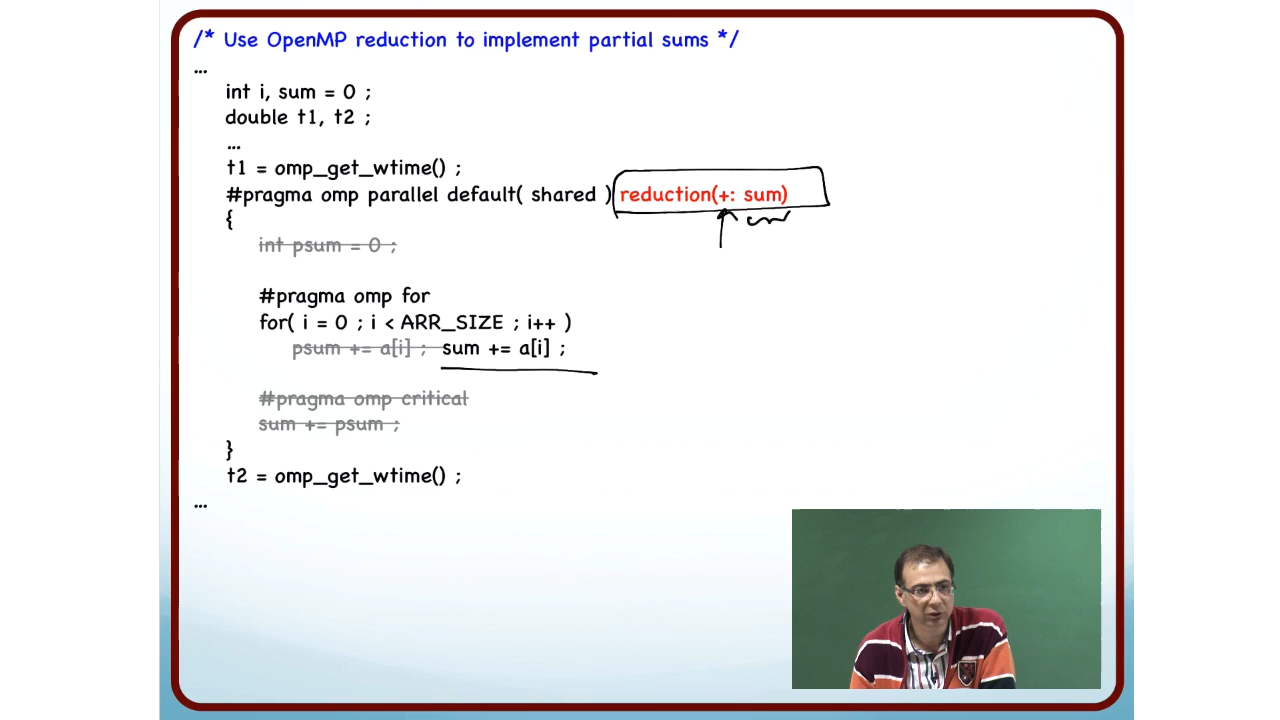 /* Use OpenMP reduction to implement partial sums */
...
int i, sum = 0 ;
double t1, t2 ;
...
t1 = omp_get_wtime() ;
#pragma omp parallel default( shared ) reduction(+: sum)
{
int psum = 0 ;
#pragma omp for
for( i = 0 ; i < ARR_SIZE ; i++ )
psum += a[i] ; sum += a[i] ;
#pragma omp critical
sum += psum ;
}
t2 = omp_get_wtime() ;
...